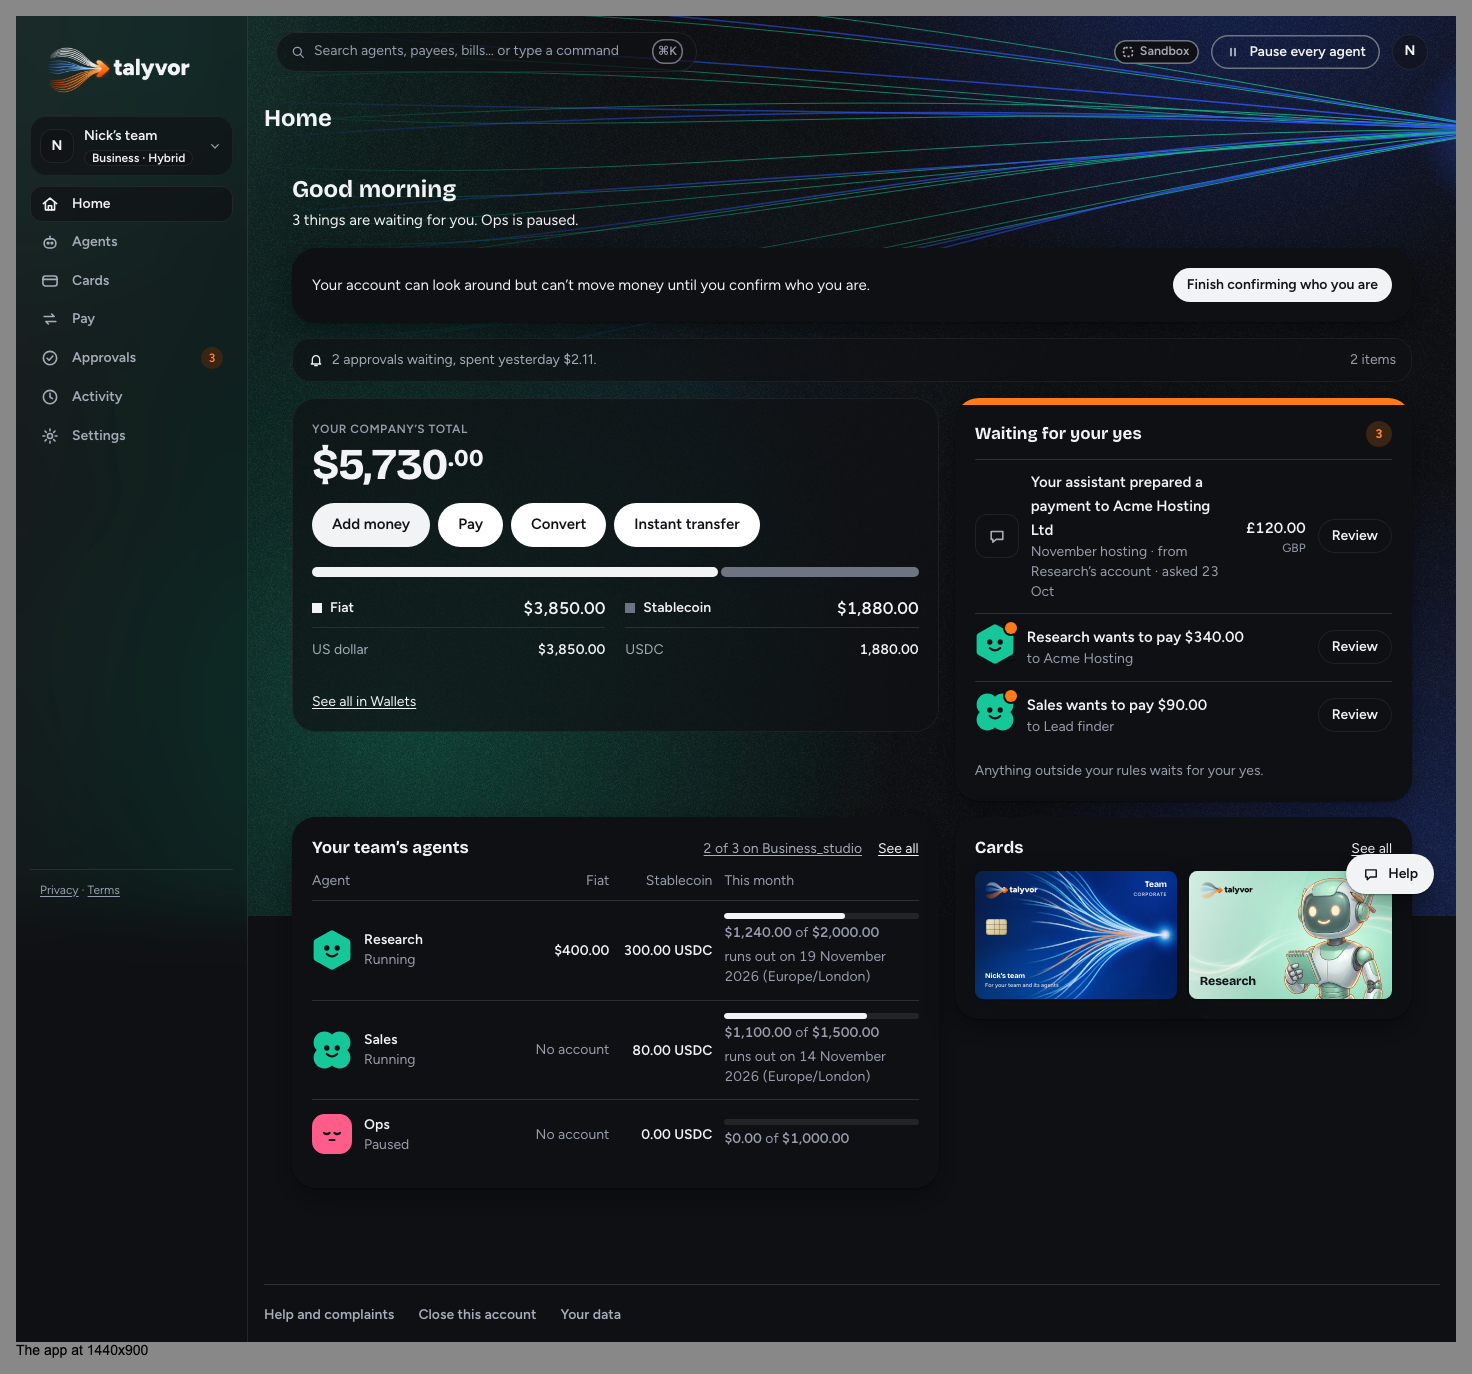 talyvor
Search agents, payees, bills... or type a command
⌘K
Sandbox
Pause every agent
N
N
Nick's team
Business · Hybrid
Home
Agents
Cards
Pay
Approvals
3
Activity
Settings
Privacy · Terms
Home
Good morning
3 things are waiting for you. Ops is paused.
Your account can look around but can't move money until you confirm who you are.
Finish confirming who you are
2 approvals waiting, spent yesterday $2.11.
2 items
YOUR COMPANY'S TOTAL
$5,730.00
Add money
Pay
Convert
Instant transfer
Fiat
$3,850.00
Stablecoin
$1,880.00
US dollar
$3,850.00
USDC
1,880.00
See all in Wallets
Waiting for your yes
3
Your assistant prepared a
payment to Acme Hosting
Ltd
November hosting · from
Research's account · asked 23
Oct
£120.00
GBP
Review
Research wants to pay $340.00
to Acme Hosting
Review
Sales wants to pay $90.00
to Lead finder
Review
Anything outside your rules waits for your yes.
Your team's agents
2 of 3 on Business_studio
See all
Agent
Fiat
Stablecoin
This month
Research
Running
$400.00
300.00 USDC
$1,240.00 of $2,000.00
runs out on 19 November
2026 (Europe/London)
Sales
Running
No account
80.00 USDC
$1,100.00 of $1,500.00
runs out on 14 November
2026 (Europe/London)
Ops
Paused
No account
0.00 USDC
$0.00 of $1,000.00
Cards
See all
Help
talyvor
Team
CORPORATE
Nick's team
For your team and its agents
talyvor
Research
Help and complaints
Close this account
Your data
The app at 1440x900